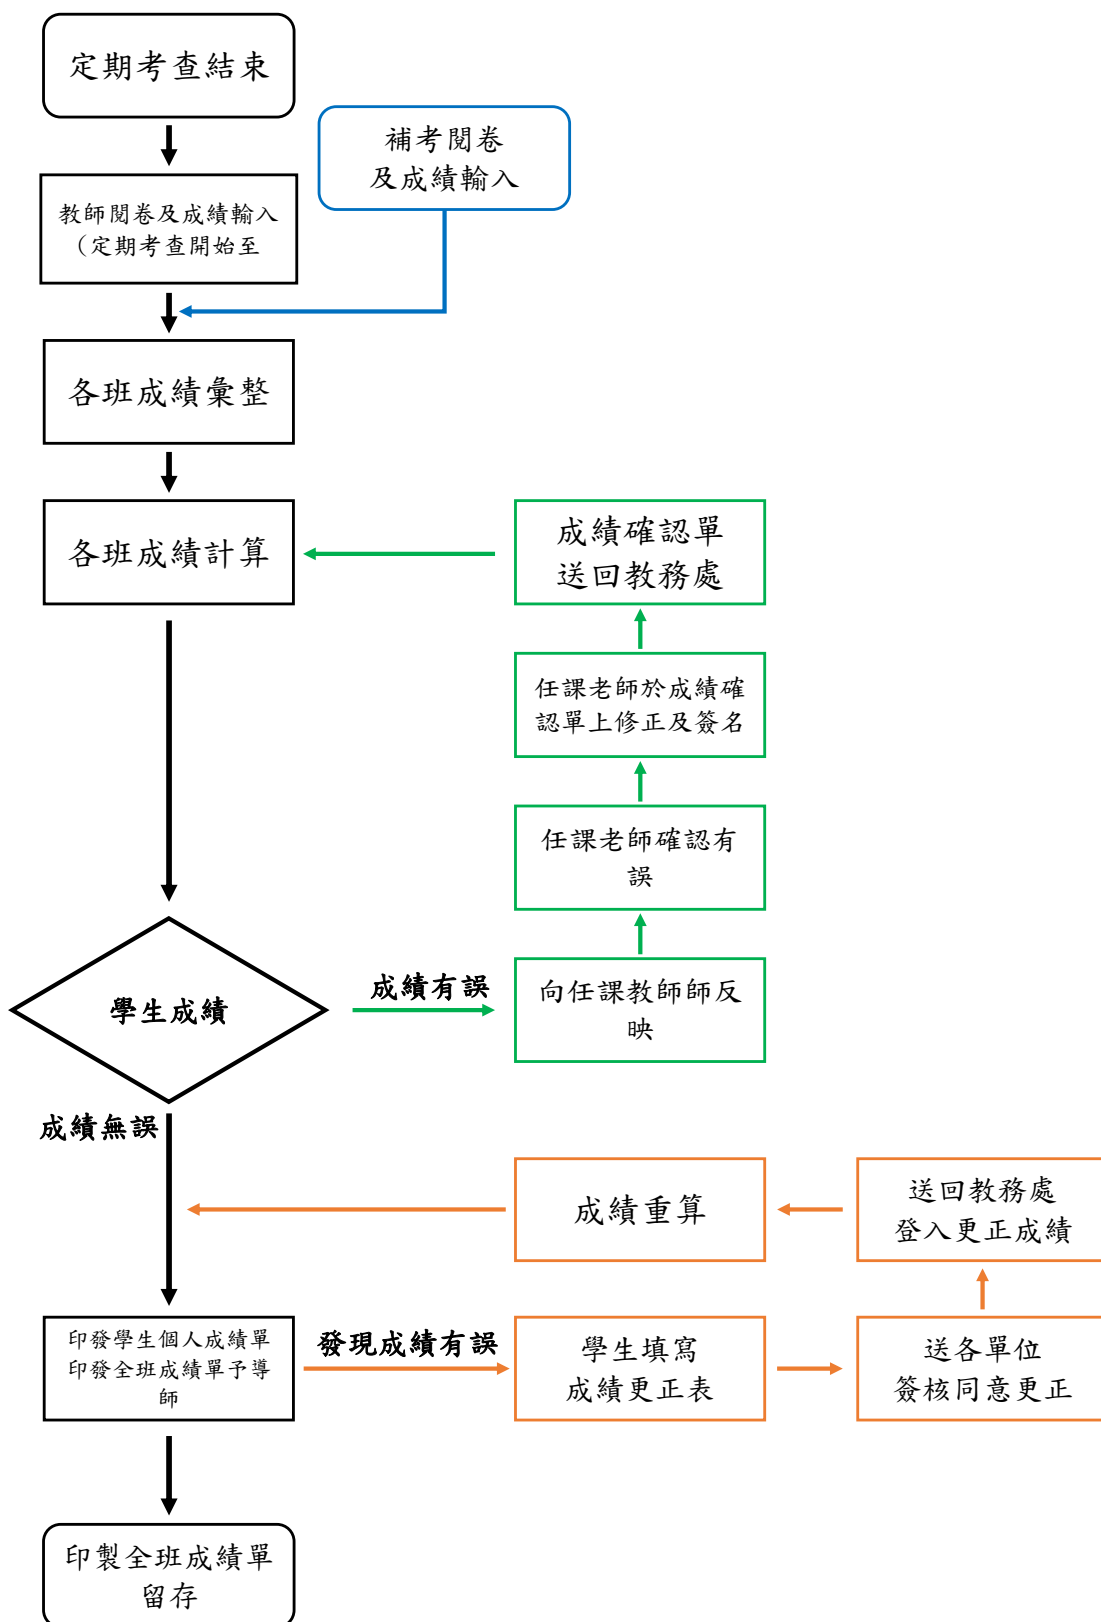 定期考查結束
補考閱卷
及成績輸入
教師閱卷及成績輸入
（定期考查開始至
各班成績彙整
各班成績計算
成績確認單
送回教務處
任課老師於成績確
認單上修正及簽名
任課老師確認有
誤
成績有誤
向任課教師師反
映
學生成績
成績無誤
成績重算
送回教務處
登入更正成績
印發學生個人成績單
印發全班成績單予導
師
發現成績有誤
學生填寫
成績更正表
送各單位
簽核同意更正
印製全班成績單
留存